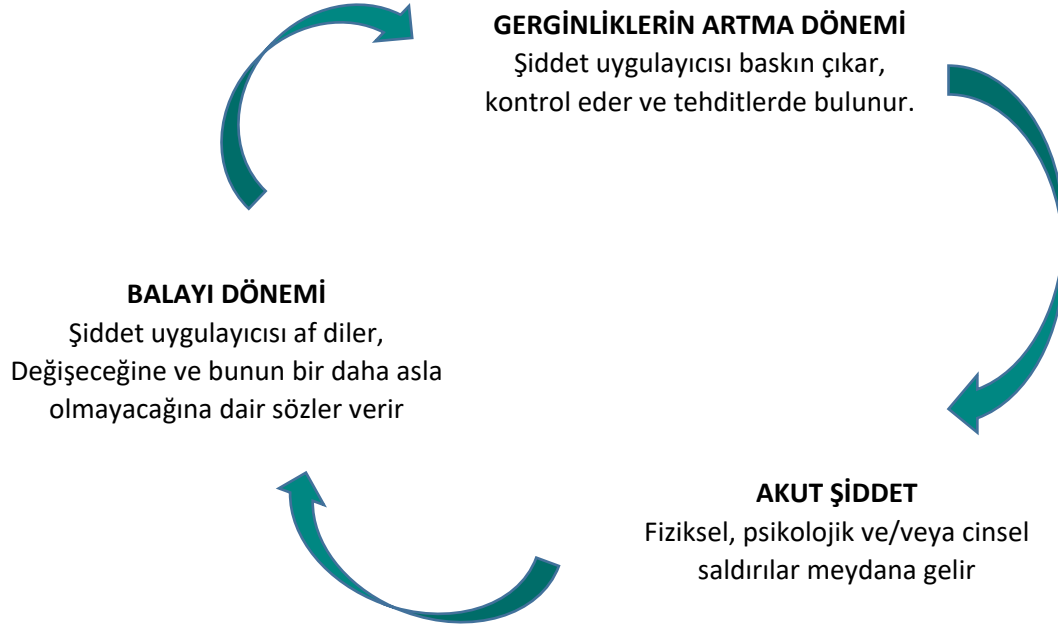 GERGİNLİKLERİN ARTMA DÖNEMİ
Şiddet uygulayıcısı baskın çıkar,
kontrol eder ve tehditlerde bulunur.
BALAYI DÖNEMİ
Şiddet uygulayıcısı af diler,
Değişeceğine ve bunun bir daha asla
olmayacağına dair sözler verir
AKUT ŞİDDET
Fiziksel, psikolojik ve/veya cinsel
saldırılar meydana gelir